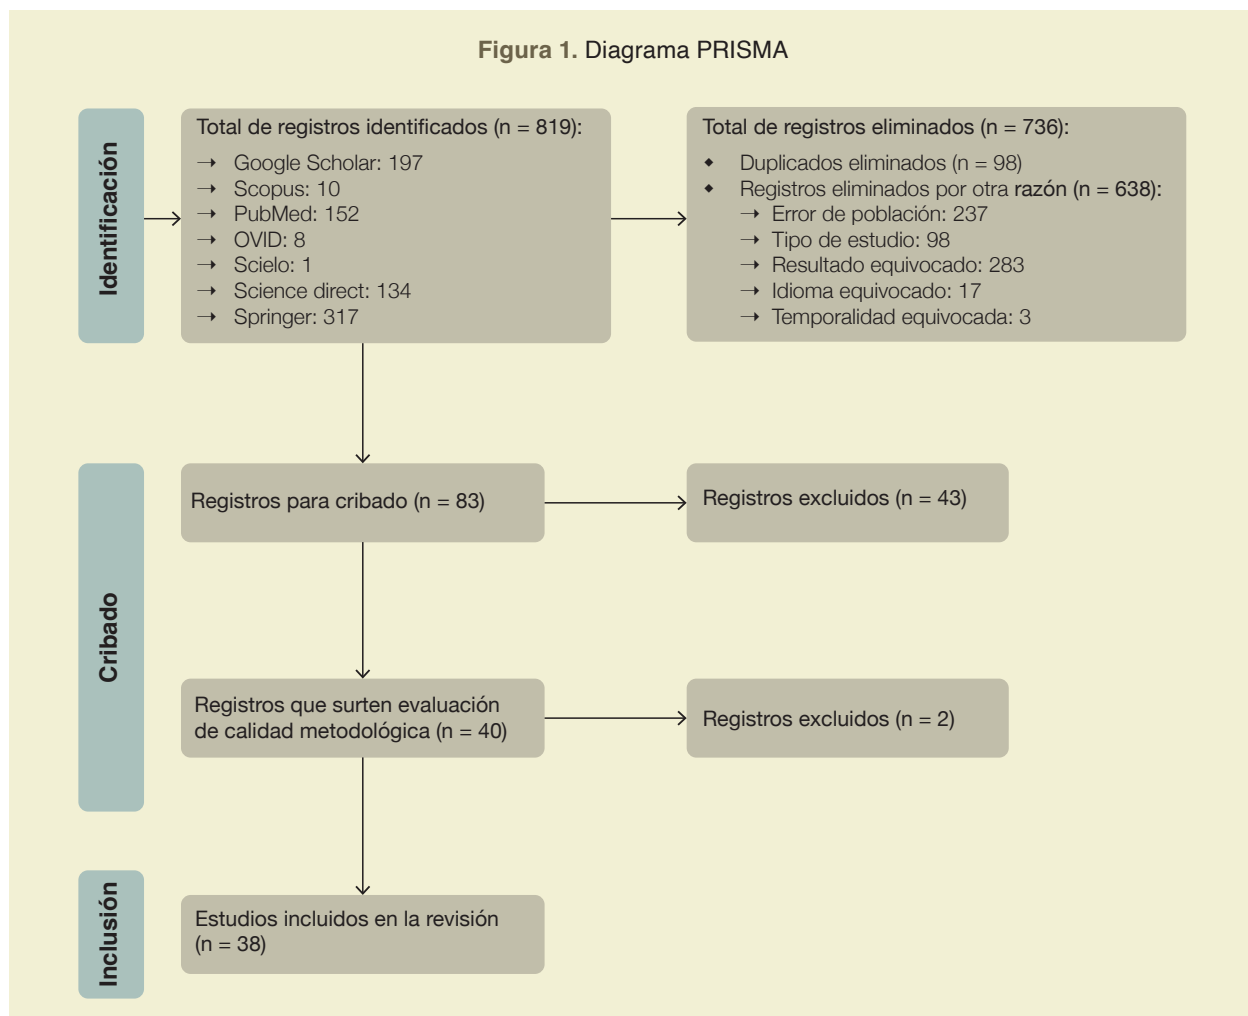 Figura 1. Diagrama PRISMA
Identificación
Total de registros identificados (n = 819):
→ Google Scholar: 197
→ Scopus: 10
→ PubMed: 152
→ OVID: 8
→ Scielo: 1
→ Science direct: 134
→ Springer: 317
Total de registros eliminados (n = 736):
◆ Duplicados eliminados (n = 98)
◆ Registros eliminados por otra razón (n = 638):
→ Error de población: 237
→ Tipo de estudio: 98
→ Resultado equivocado: 283
→ Idioma equivocado: 17
→ Temporalidad equivocada: 3
Cribado
Registros para cribado (n = 83)
Registros excluidos (n = 43)
Registros que surten evaluación
de calidad metodológica (n = 40)
Registros excluidos (n = 2)
Inclusión
Estudios incluidos en la revisión
(n = 38)